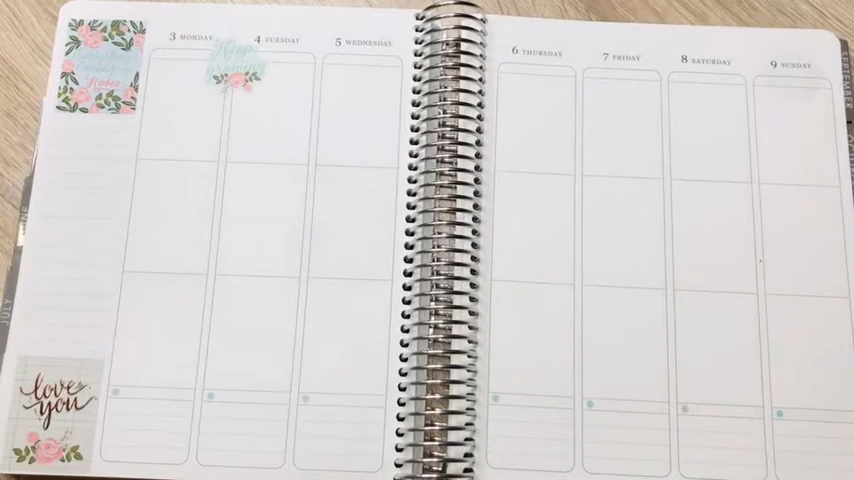 3 MONDAY
4 TUESDAY
5 WEDNESDAY
6 THURSDAY
7 FRIDAY
8 SATURDAY
9 SUNDAY
Keep
Roses
love
you
JULY
SEPTEMBER